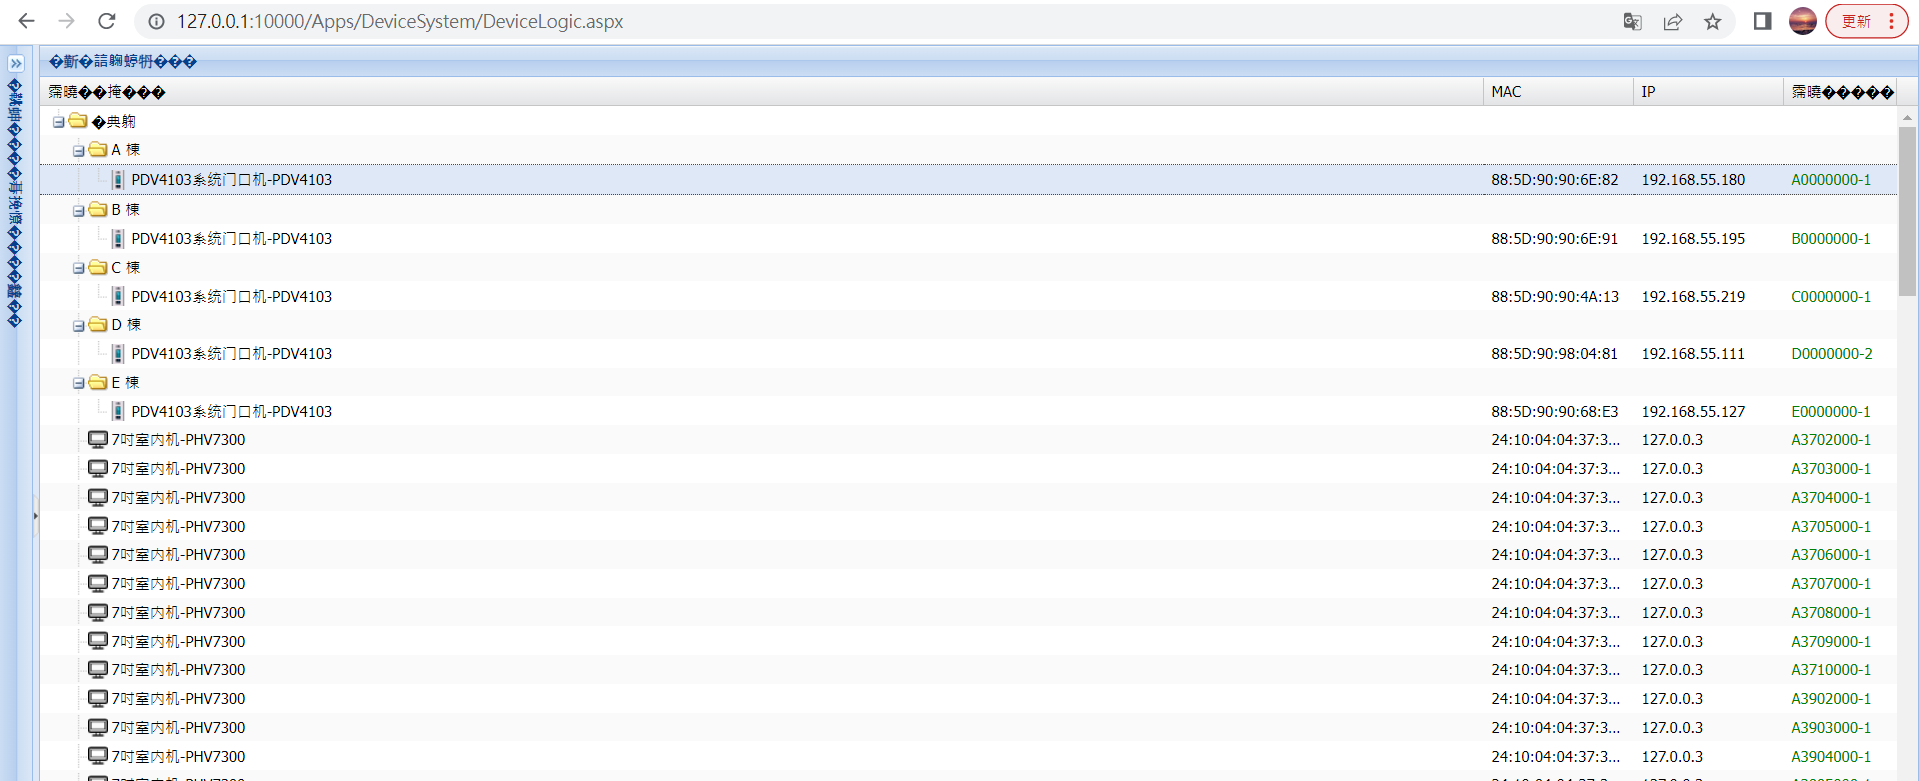 127.0.0.1:10000/Apps/DeviceSystem/DeviceLogic.aspx 更新
MAC IP
A 棟
PDV4103系统门口机-PDV4103 88:5D:90:90:6E:82 192.168.55.180 A0000000-1
B 棟
PDV4103系统门口机-PDV4103 88:5D:90:90:6E:91 192.168.55.195 B0000000-1
C 棟
PDV4103系统门口机-PDV4103 88:5D:90:90:4A:13 192.168.55.219 C0000000-1
D 棟
PDV4103系统门口机-PDV4103 88:5D:90:98:04:81 192.168.55.111 D0000000-2
E 棟
PDV4103系统门口机-PDV4103 88:5D:90:90:68:E3 192.168.55.127 E0000000-1
7吋室内机-PHV7300 24:10:04:04:37:3... 127.0.0.3 A3702000-1
7吋室内机-PHV7300 24:10:04:04:37:3... 127.0.0.3 A3703000-1
7吋室内机-PHV7300 24:10:04:04:37:3... 127.0.0.3 A3704000-1
7吋室内机-PHV7300 24:10:04:04:37:3... 127.0.0.3 A3705000-1
7吋室内机-PHV7300 24:10:04:04:37:3... 127.0.0.3 A3706000-1
7吋室内机-PHV7300 24:10:04:04:37:3... 127.0.0.3 A3707000-1
7吋室内机-PHV7300 24:10:04:04:37:3... 127.0.0.3 A3708000-1
7吋室内机-PHV7300 24:10:04:04:37:3... 127.0.0.3 A3709000-1
7吋室内机-PHV7300 24:10:04:04:37:3... 127.0.0.3 A3710000-1
7吋室内机-PHV7300 24:10:04:04:37:3... 127.0.0.3 A3902000-1
7吋室内机-PHV7300 24:10:04:04:37:3... 127.0.0.3 A3903000-1
7吋室内机-PHV7300 24:10:04:04:37:3... 127.0.0.3 A3904000-1